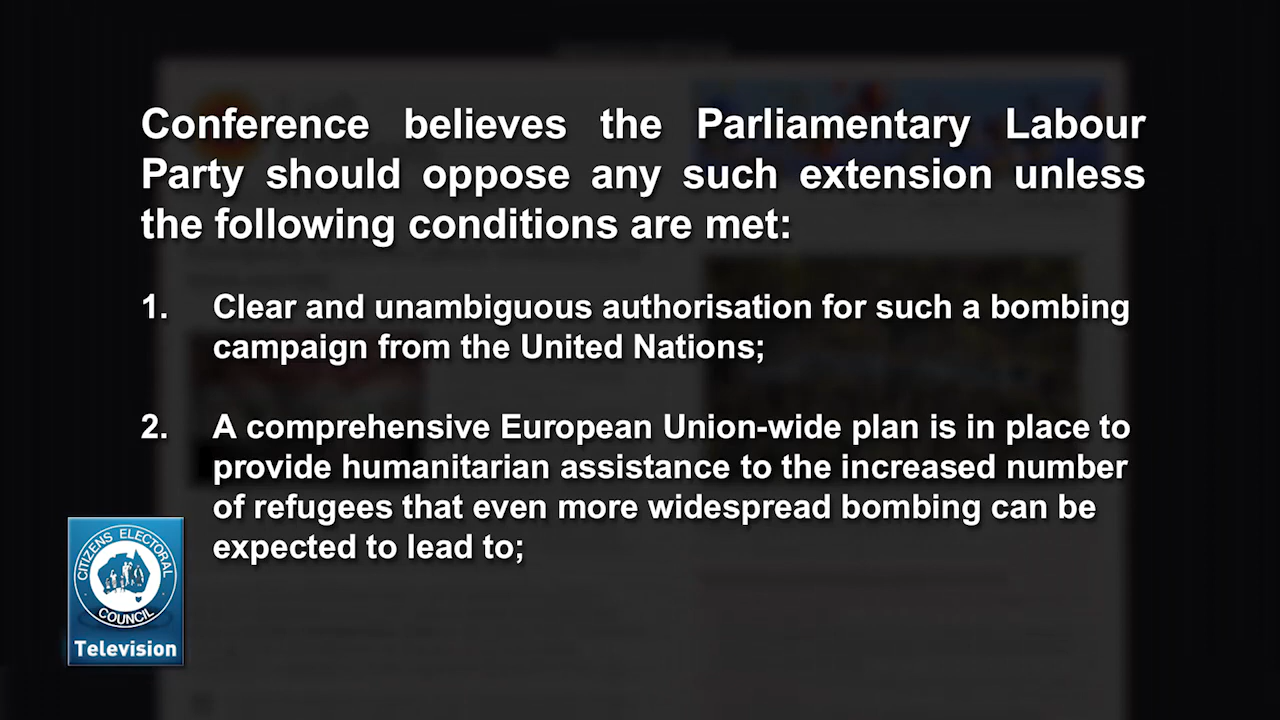 Conference believes the Parliamentary Labour
Party should oppose any such extension unless
the following conditions are met:
1. Clear and unambiguous authorisation for such a bombing
campaign from the United Nations;
2. A comprehensive European Union-wide plan is in place to
provide humanitarian assistance to the increased number
of refugees that even more widespread bombing can be
expected to lead to;
CITIZENS ELECTORAL
COUNCIL
Television